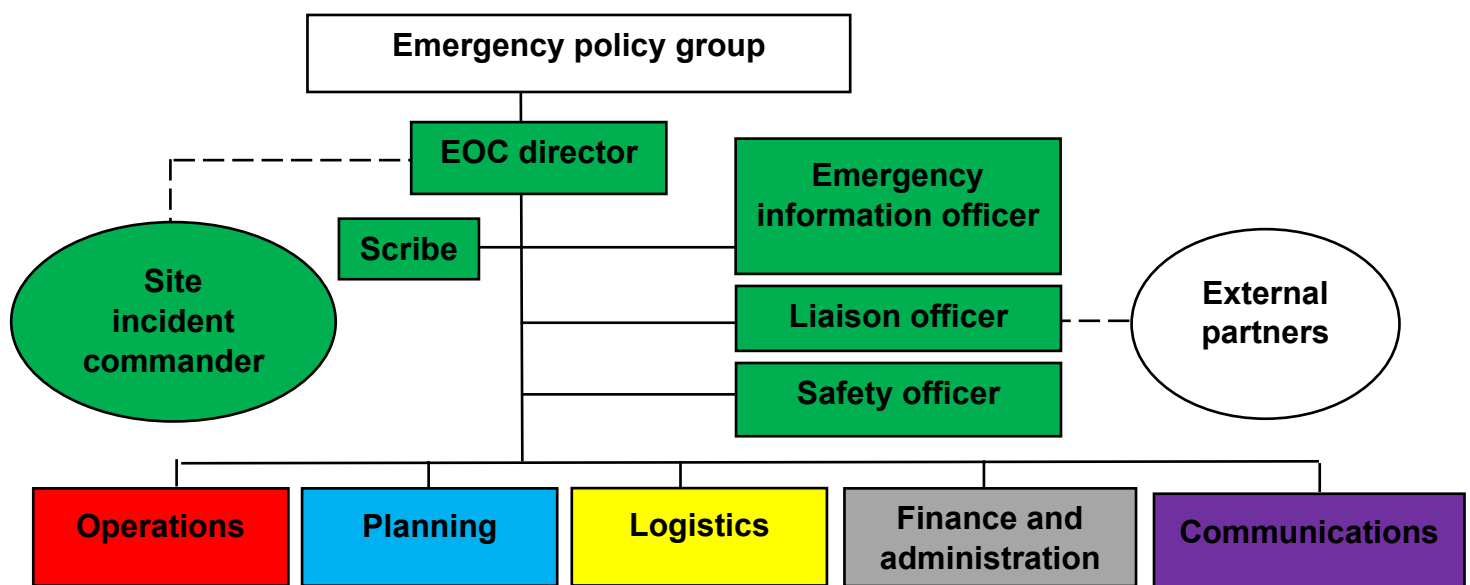 Emergency policy group
EOC director
Emergency
information officer
Scribe
Site
incident
commander
Liaison officer
External
partners
Safety officer
Operations
Planning
Logistics
Finance and
administration
Communications